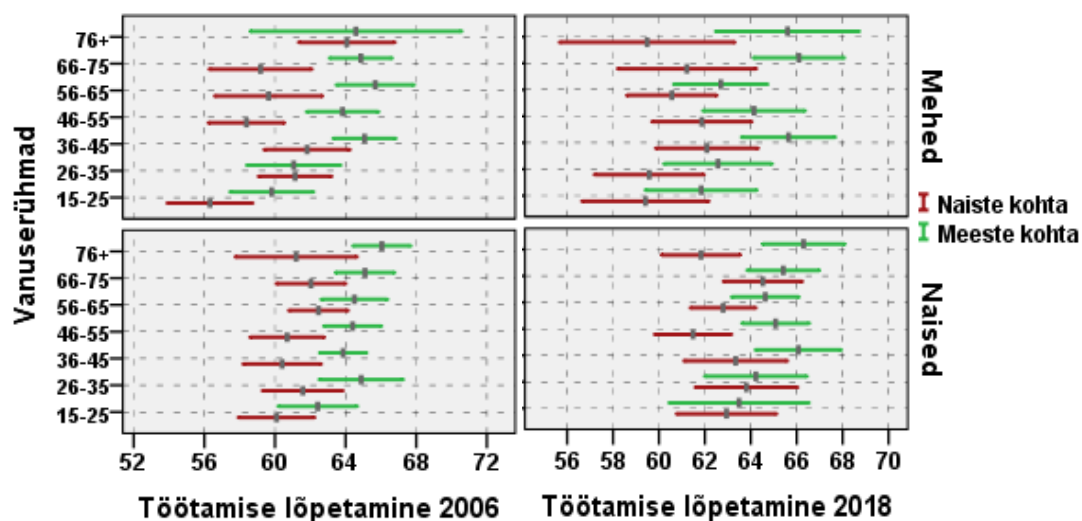 Vanuserühmad
76+
66-75
56-65
46-55
36-45
26-35
15-25
Mehed
76+
66-75
56-65
46-55
36-45
26-35
15-25
Naised
Naiste kohta
Meeste kohta
52 56 60 64 68 72
56 58 60 62 64 66 68 70
Töötamise lõpetamine 2006
Töötamise lõpetamine 2018